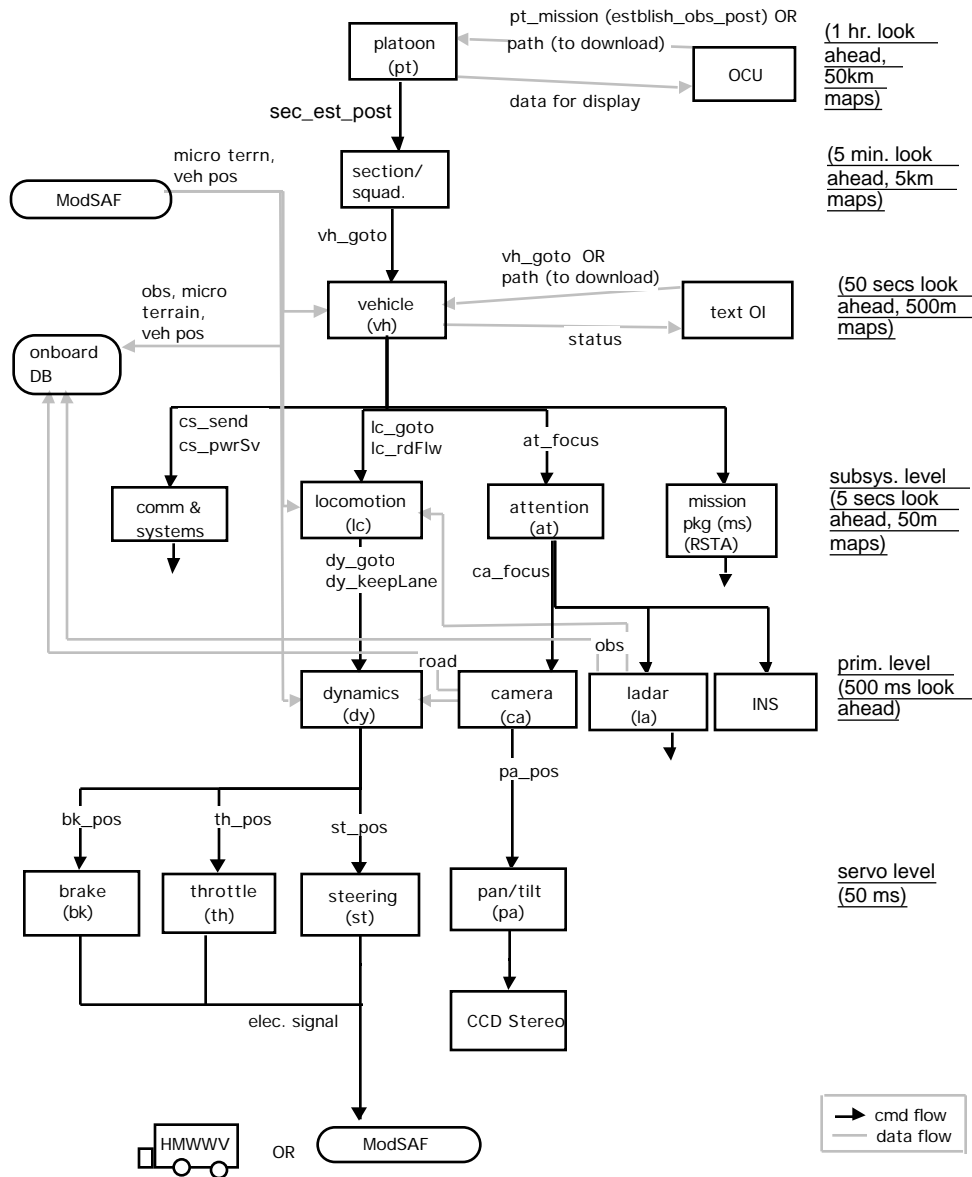 pt_mission (estblish_obs_post) OR
path (to download)
platoon
(pt)
OCU
data for display
(1 hr. look
ahead,
50km
maps)
sec_est_post
micro terrn,
veh pos
ModSAF
section/
squad.
(5 min. look
ahead, 5km
maps)
vh_goto
vh_goto OR
path (to download)
obs, micro
terrain,
veh pos
vehicle
(vh)
text OI
status
(50 secs look
ahead, 500m
maps)
onboard
DB
cs_send
cs_pwrSv
lc_goto
lc_rdFlw
at_focus
comm &
systems
locomotion
(lc)
attention
(at)
mission
pkg (ms)
(RSTA)
subsys. level
(5 secs look
ahead, 50m
maps)
dy_goto
dy_keepLane
ca_focus
obs
road
dynamics
(dy)
camera
(ca)
ladar
(la)
INS
prim. level
(500 ms look
ahead)
pa_pos
bk_pos
th_pos
st_pos
brake
(bk)
throttle
(th)
steering
(st)
pan/tilt
(pa)
servo level
(50 ms)
elec. signal
CCD Stereo
HMWWV
OR
ModSAF
cmd flow
data flow